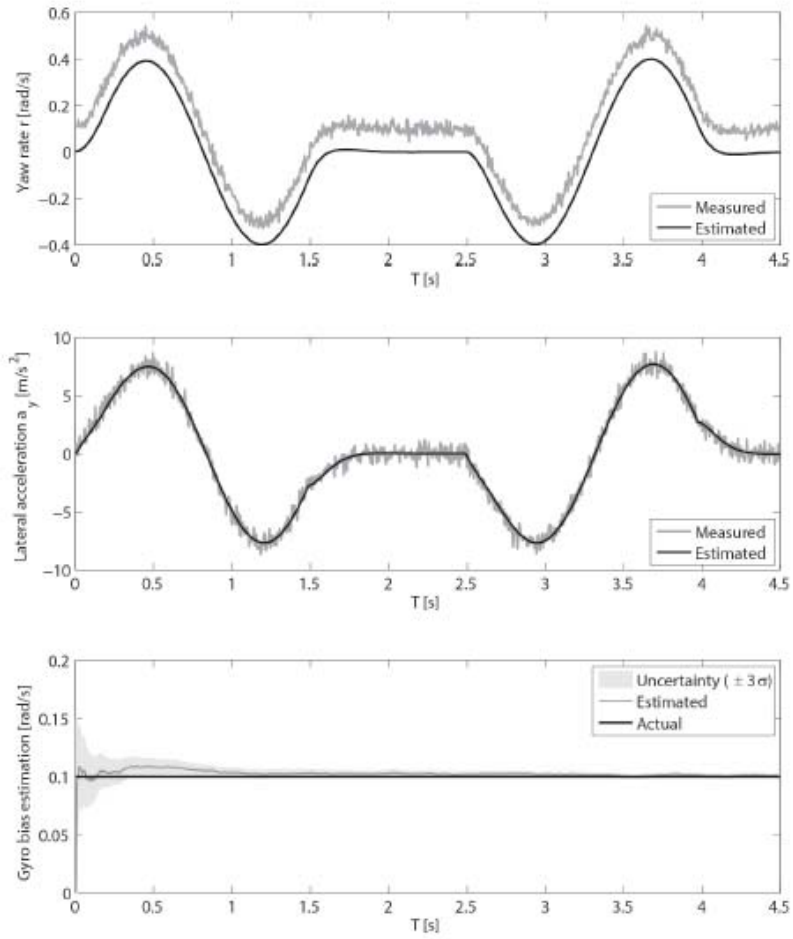 0.6
0.4
0.2
0
−0.2
−0.4
Yaw rate r [rad/s]
Measured
Estimated
0 0.5 1 1.5 2 2.5 3 3.5 4 4.5
T [s]
10
5
0
−5
−10
Lateral acceleration a_y [m/s²]
Measured
Estimated
0 0.5 1 1.5 2 2.5 3 3.5 4 4.5
T [s]
0.2
0.15
0.1
0.05
0
Gyro bias estimation [rad/s]
Uncertainty ( ± 3σ)
Estimated
Actual
0 0.5 1 1.5 2 2.5 3 3.5 4 4.5
T [s]